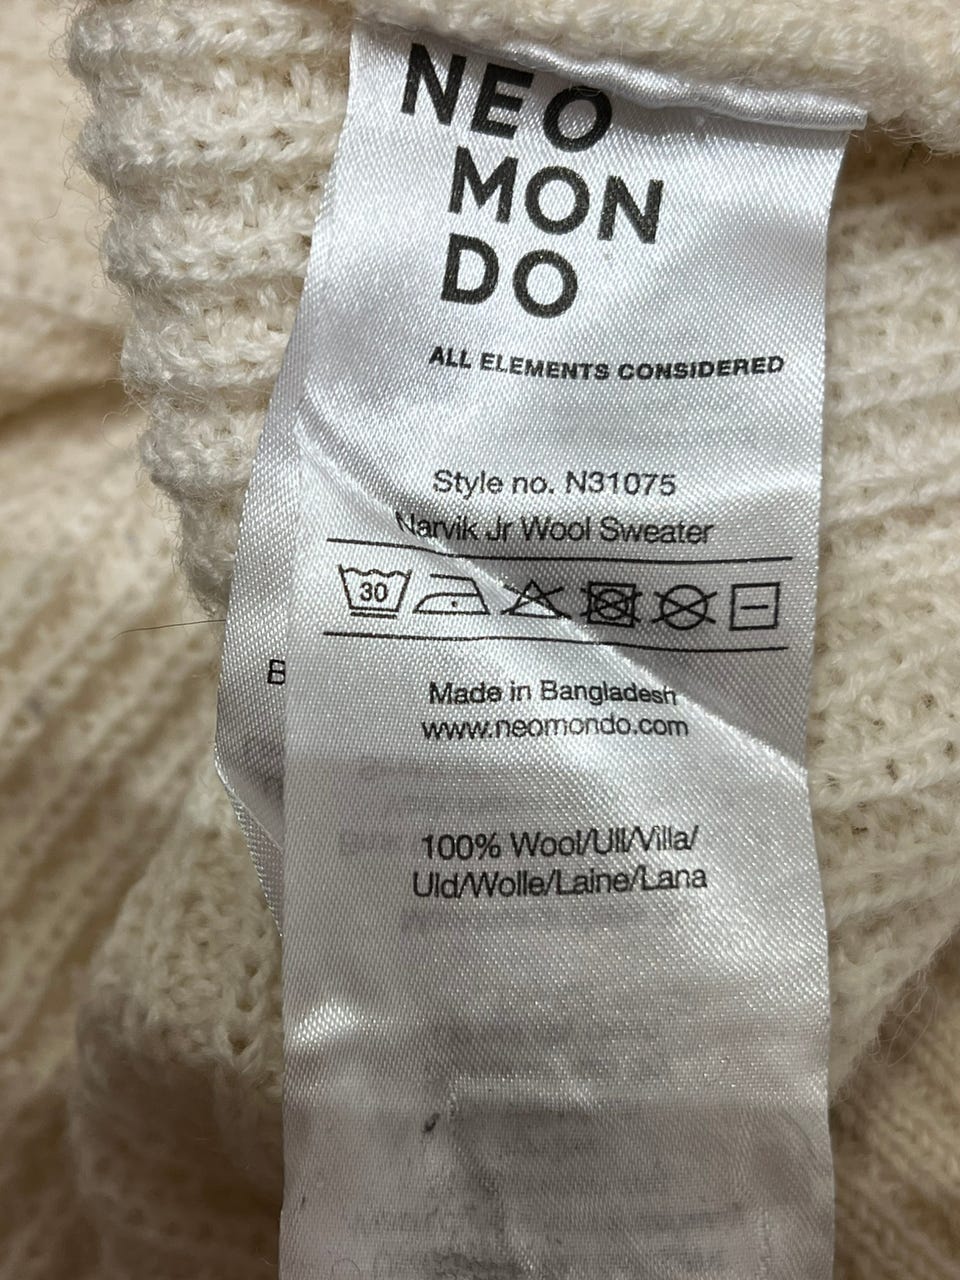 NEO
MON
DO
ALL ELEMENTS CONSIDERED
Style no. N31075
Narvik Jr Wool Sweater
30
B
Made in Bangladesh
www.neomondo.com
100% Wool/Ull/Villa/
Uld/Wolle/Laine/Lana